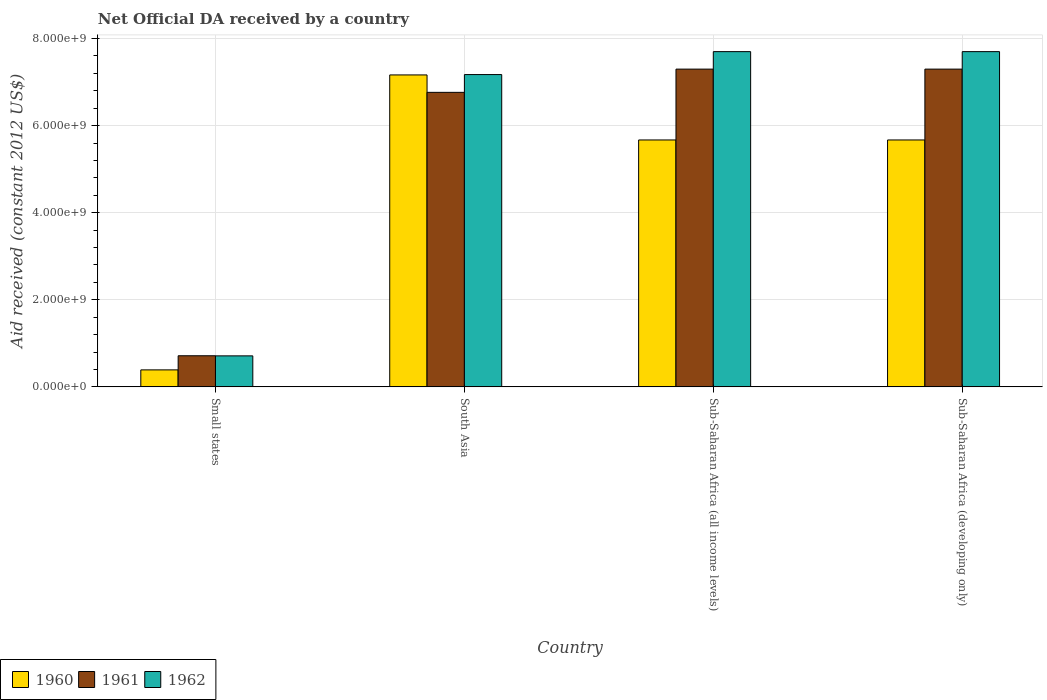 Net Official DA received by a country
Aid received (constant 2012 US$)
8.000e+9
6.000e+9
4.000e+9
2.000e+9
0.000e+0
Small states
South Asia
Sub-Saharan Africa (all income levels)
Sub-Saharan Africa (developing only)
Country
1960
1961
1962